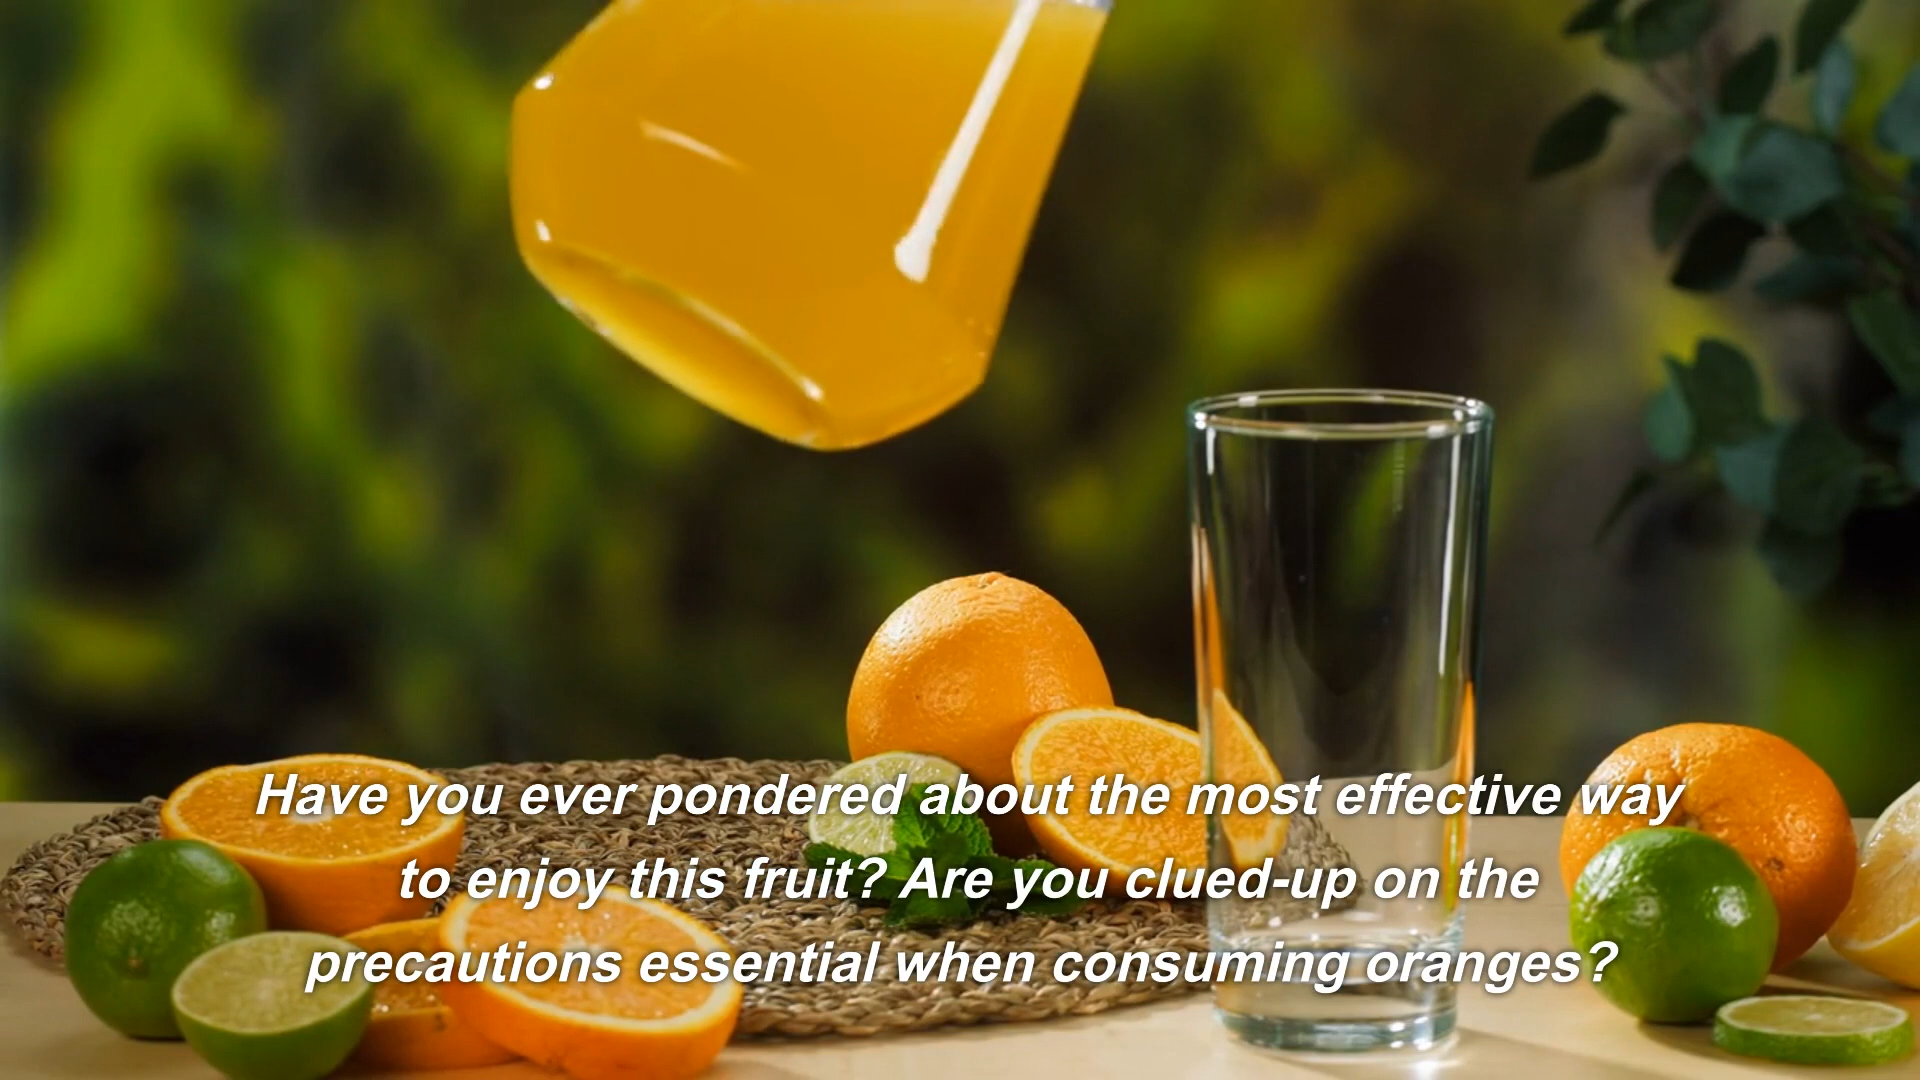 Have you ever pondered about the most effective way
to enjoy this fruit? Are you clued-up on the
precautions essential when consuming oranges?